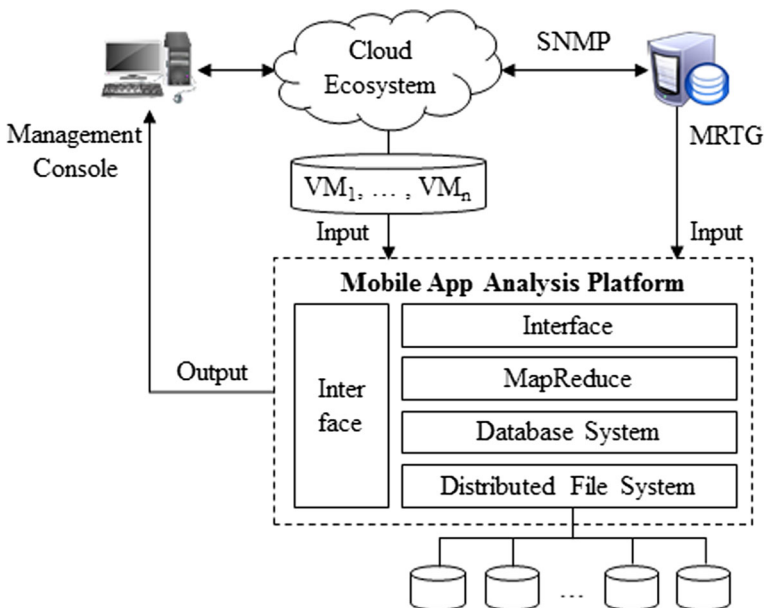 Cloud
Ecosystem
SNMP
Management
Console
MRTG
VM₁, … , VMₙ
Input
Input
Mobile App Analysis Platform
Output
Inter
face
Interface
MapReduce
Database System
Distributed File System
...